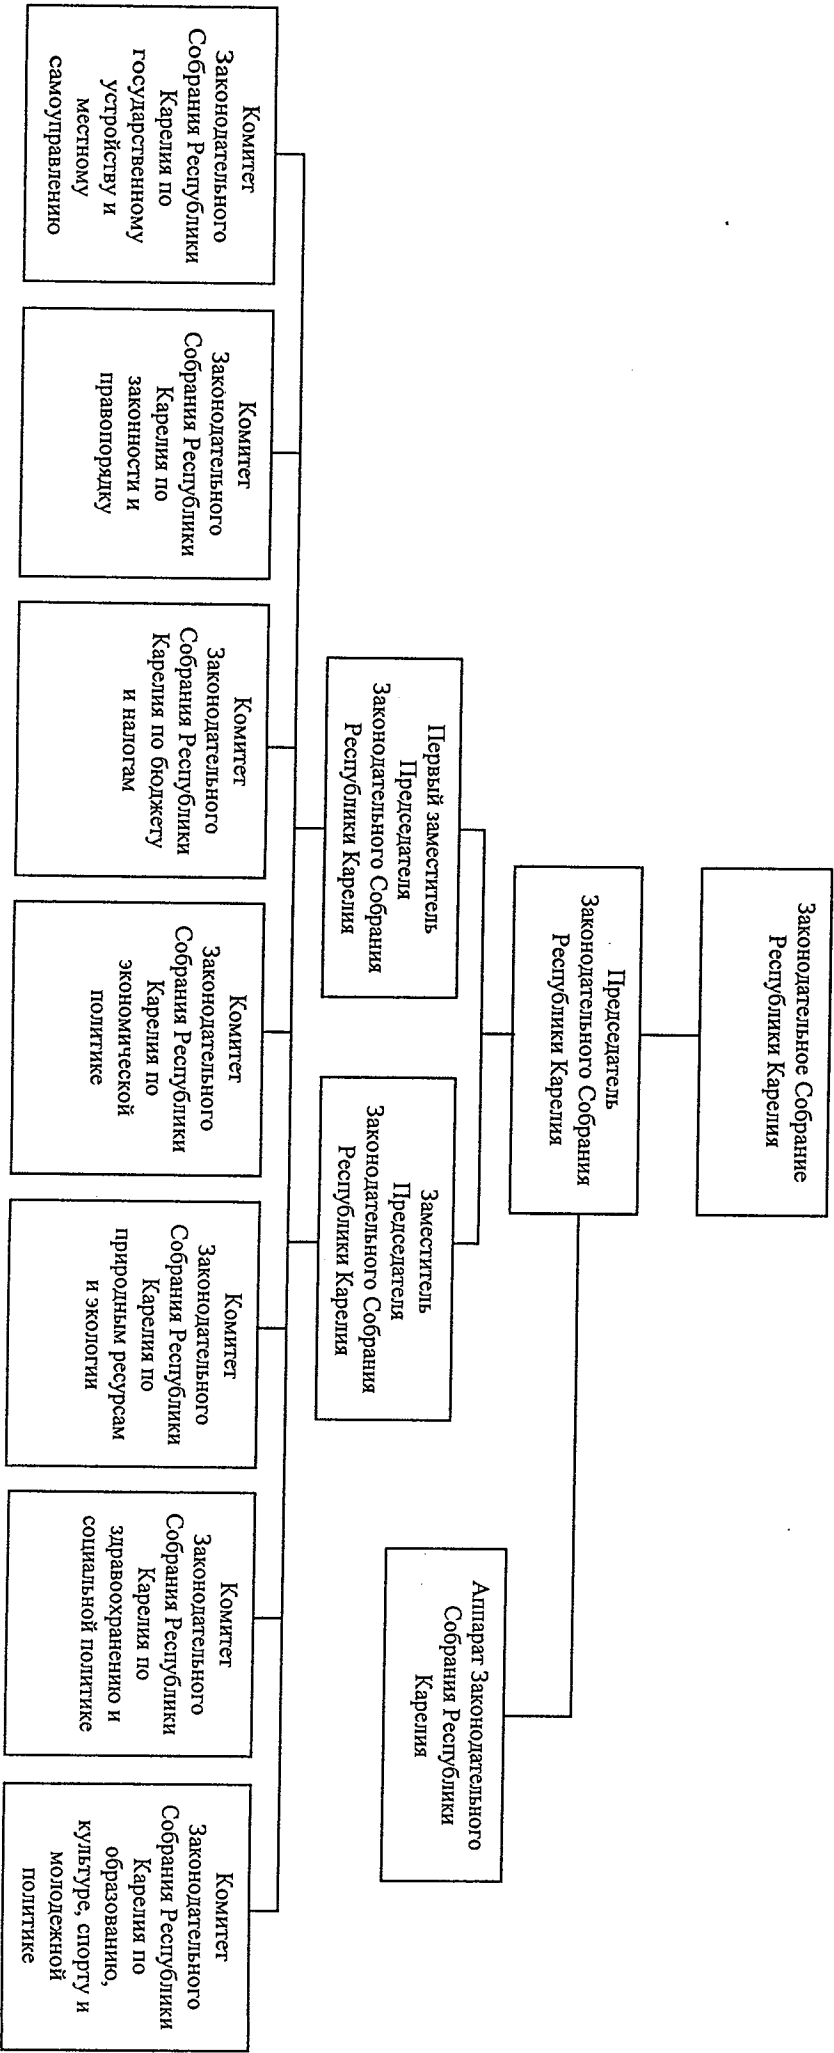 Законодательное Собрание
Республики Карелия
Председатель
Законодательного Собрания
Республики Карелия
Первый заместитель
Председателя
Законодательного Собрания
Республики Карелия
Заместитель
Председателя
Законодательного Собрания
Республики Карелия
Аппарат Законодательного
Собрания Республики
Карелия
Комитет
Законодательного
Собрания Республики
Карелия по
государственному
устройству и
местному
самоуправлению
Комитет
Законодательного
Собрания Республики
Карелия по
законности и
правопорядку
Комитет
Законодательного
Собрания Республики
Карелия по бюджету
и налогам
Комитет
Законодательного
Собрания Республики
Карелия по
экономической
политике
Комитет
Законодательного
Собрания Республики
Карелия по
природным ресурсам
и экологии
Комитет
Законодательного
Собрания Республики
Карелия по
здравоохранению и
социальной политике
Комитет
Законодательного
Собрания Республики
Карелия по
образованию,
культуре, спорту и
молодежной
политике